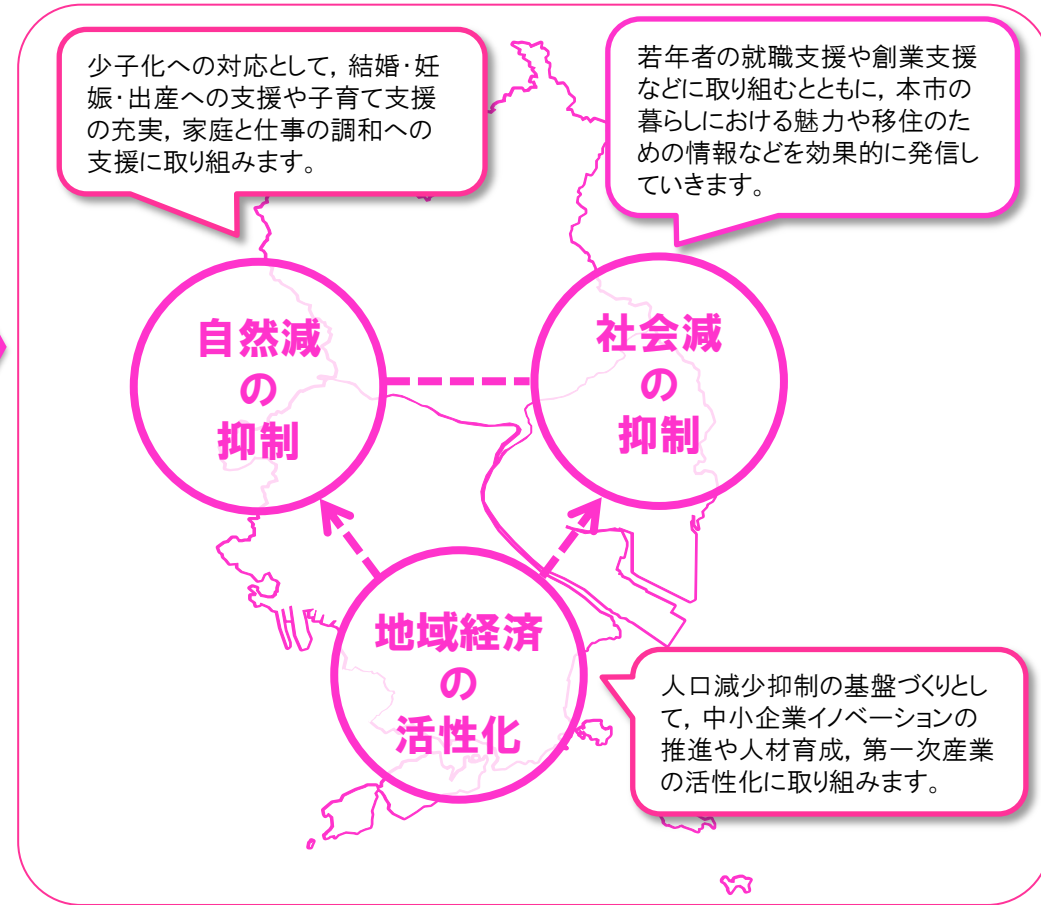 少子化への対応として，結婚・妊
娠・出産への支援や子育て支援
の充実，家庭と仕事の調和への
支援に取り組みます。
若年者の就職支援や創業支援
などに取り組むとともに，本市の
暮らしにおける魅力や移住のた
めの情報などを効果的に発信し
ていきます。
自然減
の
抑制
社会減
の
抑制
地域経済
の
活性化
人口減少抑制の基盤づくりとし
て，中小企業イノベーションの
推進や人材育成，第一次産業
の活性化に取り組みます。